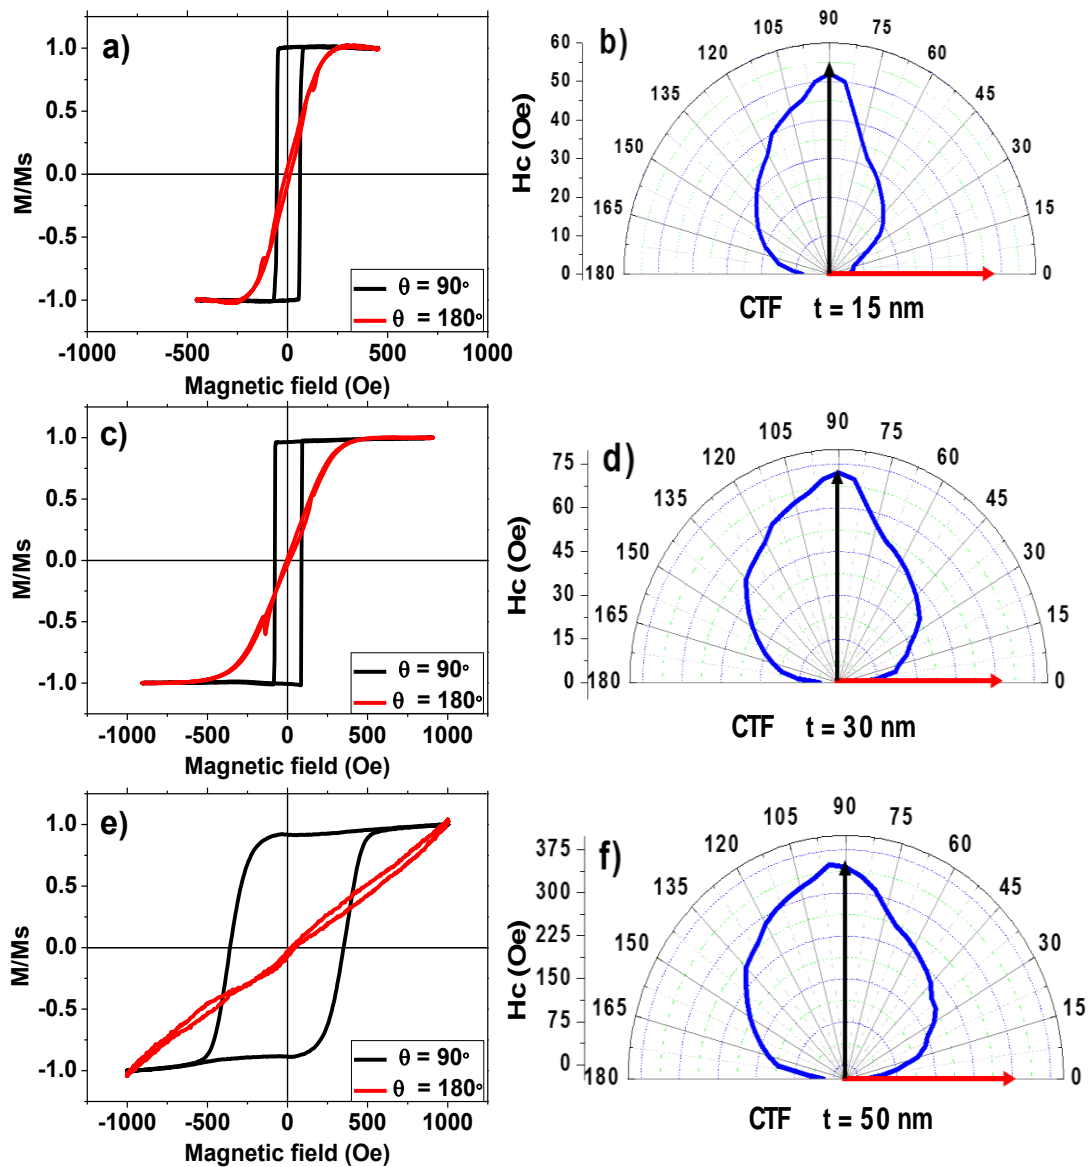 a)
1.0
0.5
0.0
-0.5
-1.0
M/Ms
θ = 90°
θ = 180°
-1000 -500 0 500 1000
Magnetic field (Oe)
b)
60
50
40
30
20
10
0
Hc (Oe)
180
165
150
135
120
105
90
75
60
45
30
15
0
CTF t = 15 nm
c)
1.0
0.5
0.0
-0.5
-1.0
M/Ms
θ = 90°
θ = 180°
-1000 -500 0 500 1000
Magnetic field (Oe)
d)
75
60
45
30
15
0
Hc (Oe)
180
165
150
135
120
105
90
75
60
45
30
15
0
CTF t = 30 nm
e)
1.0
0.5
0.0
-0.5
-1.0
M/Ms
θ = 90°
θ = 180°
-1000 -500 0 500 1000
Magnetic field (Oe)
f)
375
300
225
150
75
0
Hc (Oe)
180
165
150
135
120
105
90
75
60
45
30
15
0
CTF t = 50 nm